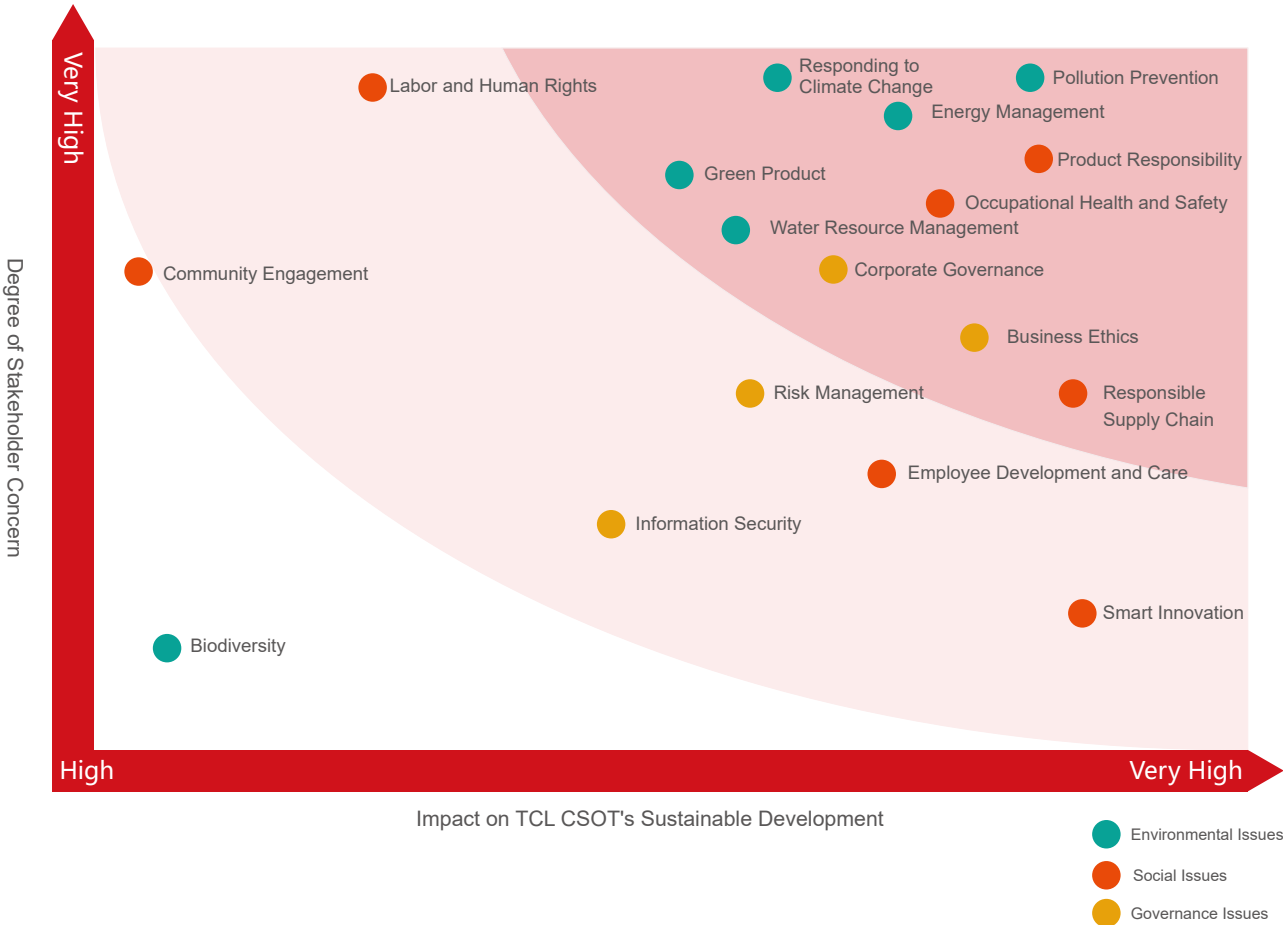 Very High
Degree of Stakeholder Concern
Labor and Human Rights
Responding to
Climate Change
Pollution Prevention
Energy Management
Product Responsibility
Green Product
Occupational Health and Safety
Water Resource Management
Community Engagement
Corporate Governance
Business Ethics
Risk Management
Responsible
Supply Chain
Employee Development and Care
Information Security
Smart Innovation
Biodiversity
High
Very High
Impact on TCL CSOT's Sustainable Development
Environmental Issues
Social Issues
Governance Issues